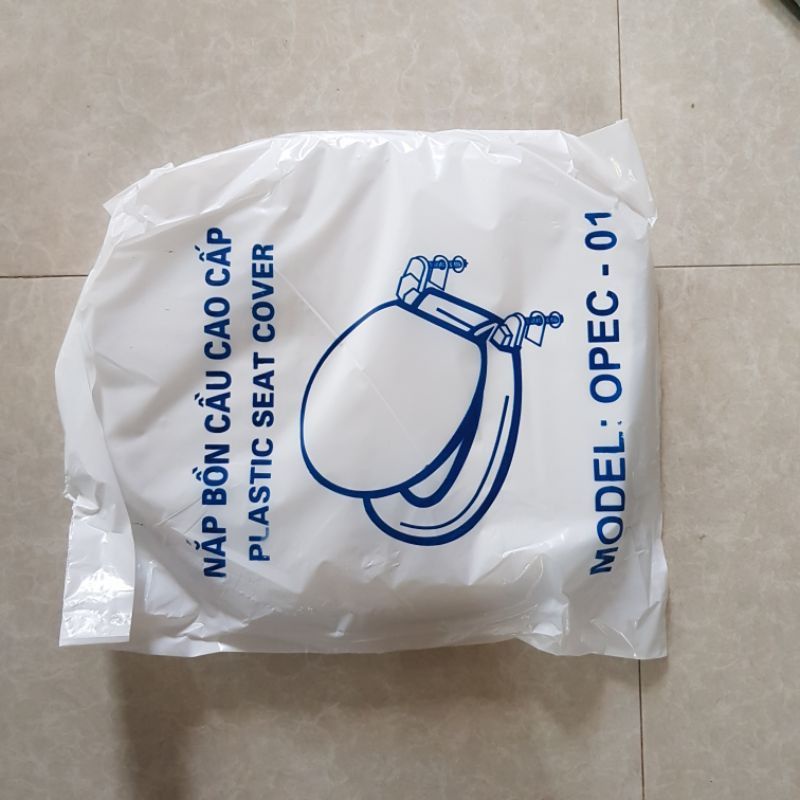 NẮP BỒN CẦU CAO CẤP
PLASTIC SEAT COVER
MODEL: OPEC - 01